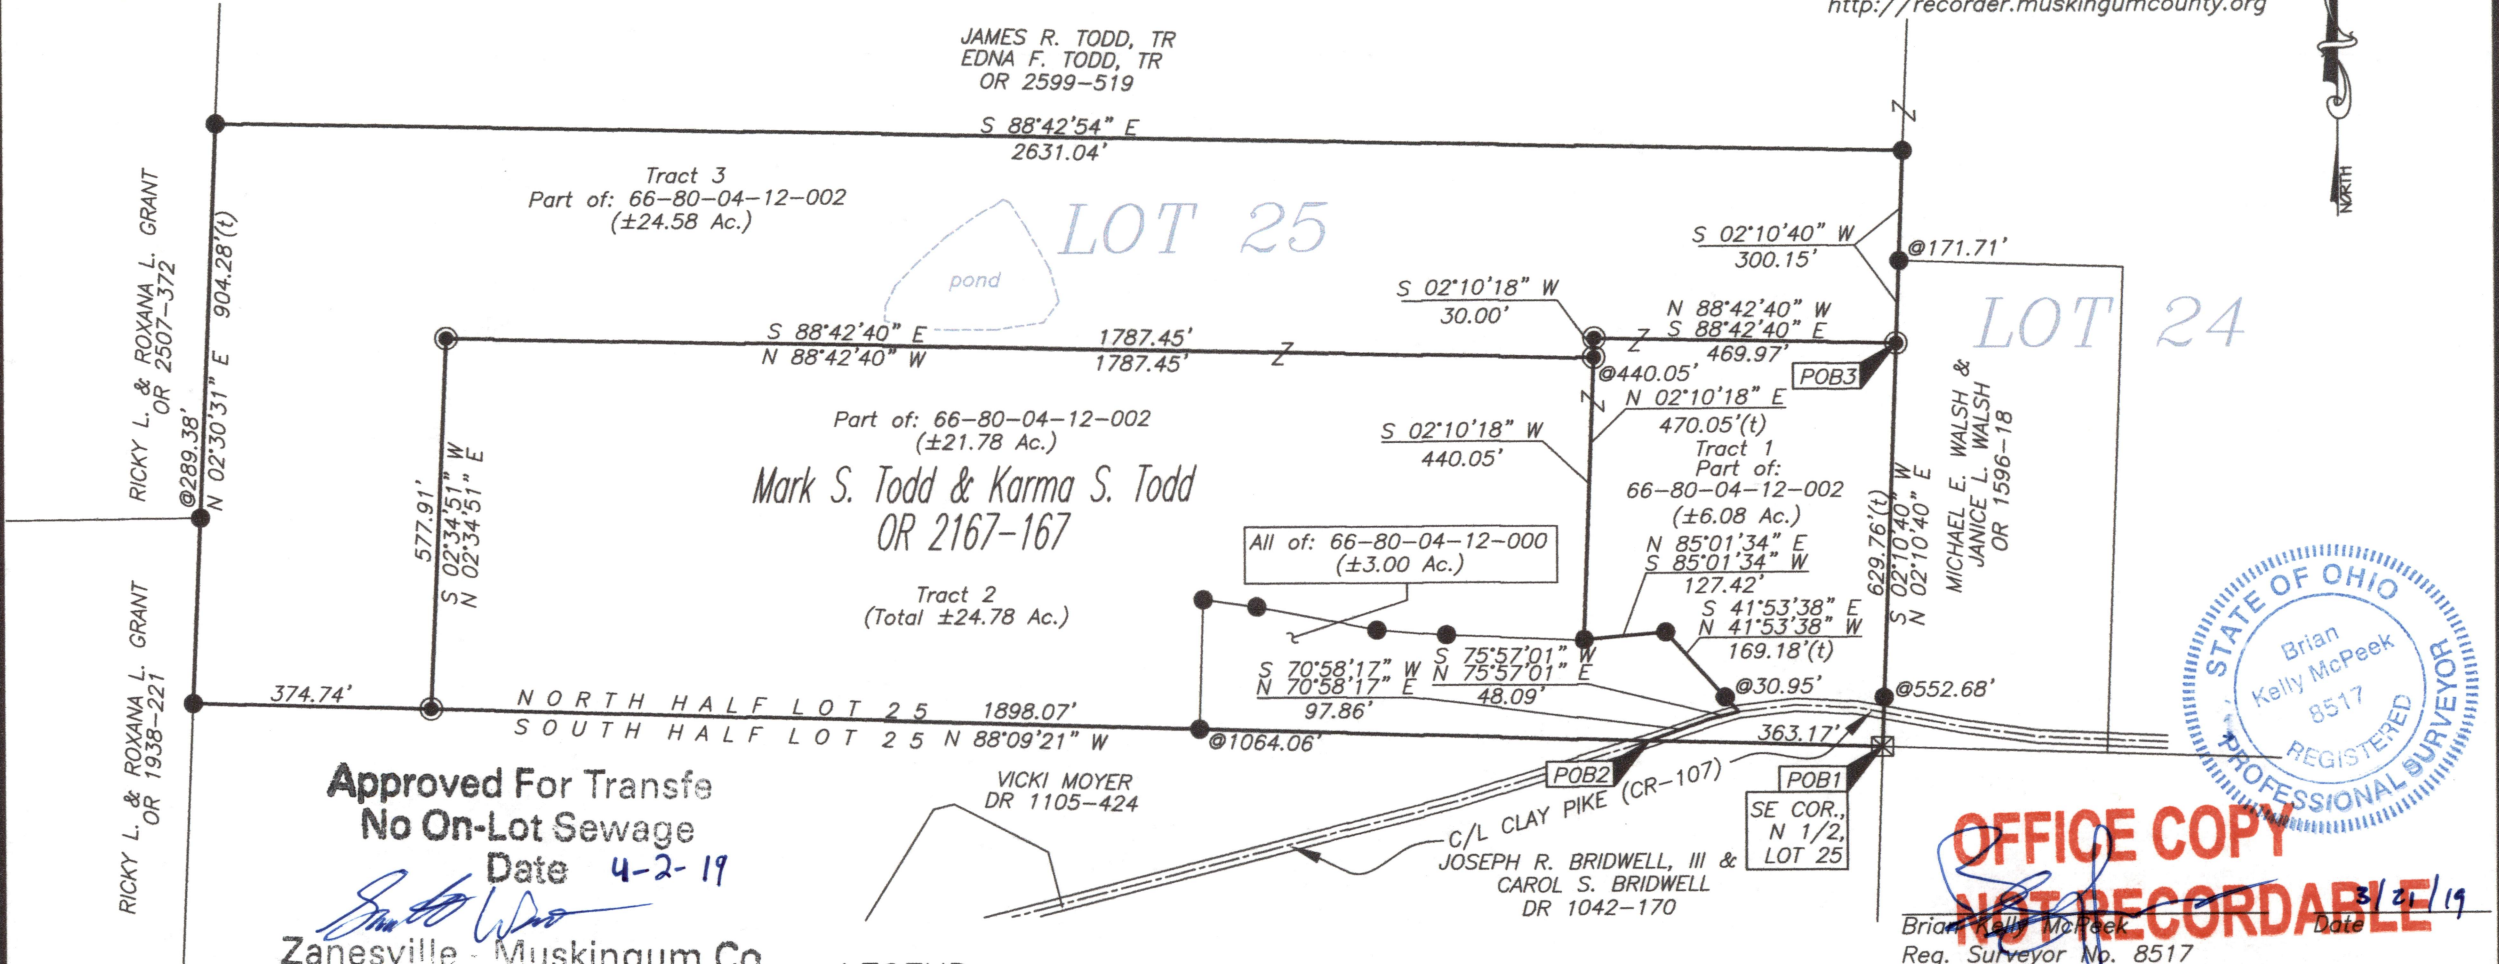 http://recorder.muskingumcounty.org
JAMES R. TODD, TR
EDNA F. TODD, TR
OR 2599-519
S 88°42'54" E
2631.04'
Z
NORTH
Tract 3
Part of: 66-80-04-12-002
(±24.58 Ac.)
LOT 25
pond
RICKY L. & ROXANA L. GRANT
OR 2507-372
@289.38'
N 02°30'31" E 904.28'(t)
S 02°10'40" W
300.15'
@171.71'
LOT 24
S 02°10'18" W
30.00'
N 88°42'40" W
S 88°42'40" E
Z
469.97'
POB3
S 88°42'40" E 1787.45'
N 88°42'40" W 1787.45'
Z
@440.05'
Z
N 02°10'18" E
470.05'(t)
Tract 1
Part of:
66-80-04-12-002
(±6.08 Ac.)
S 02°10'18" W
440.05'
Part of: 66-80-04-12-002
(±21.78 Ac.)
Mark S. Todd & Karma S. Todd
OR 2167-167
577.91'
S 02°34'51" W
N 02°34'51" E
Tract 2
(Total ±24.78 Ac.)
All of: 66-80-04-12-000
(±3.00 Ac.)
N 85°01'34" E
S 85°01'34" W
127.42'
S 41°53'38" E
N 41°53'38" W
169.18'(t)
629.76'(t)
S 02°10'40" W
N 02°10'40" E
MICHAEL E. WALSH &
JANICE L. WALSH
OR 1596-18
S 70°58'17" W
N 70°58'17" E
97.86'
S 75°57'01" W
N 75°57'01" E
48.09'
@30.95'
@552.68'
RICKY L. & ROXANA L. GRANT
OR 1938-221
374.74'
NORTH HALF LOT 25 1898.07'
SOUTH HALF LOT 25 N 88°09'21" W
@1064.06'
363.17'
POB2
POB1
SE COR.,
N 1/2,
LOT 25
VICKI MOYER
DR 1105-424
C/L CLAY PIKE (CR-107)
JOSEPH R. BRIDWELL, III &
CAROL S. BRIDWELL
DR 1042-170
STATE OF OHIO
Brian
Kelly McPeek
8517
REGISTERED
PROFESSIONAL SURVEYOR
Approved For Transfe
No On-Lot Sewage
Date 4-2-19
Zanesville - Muskingum Co
LEGEND
OFFICE COPY
NOT RECORDABLE
3/21/19
Brian Kelly McPeek Date
Reg. Surveyor No. 8517